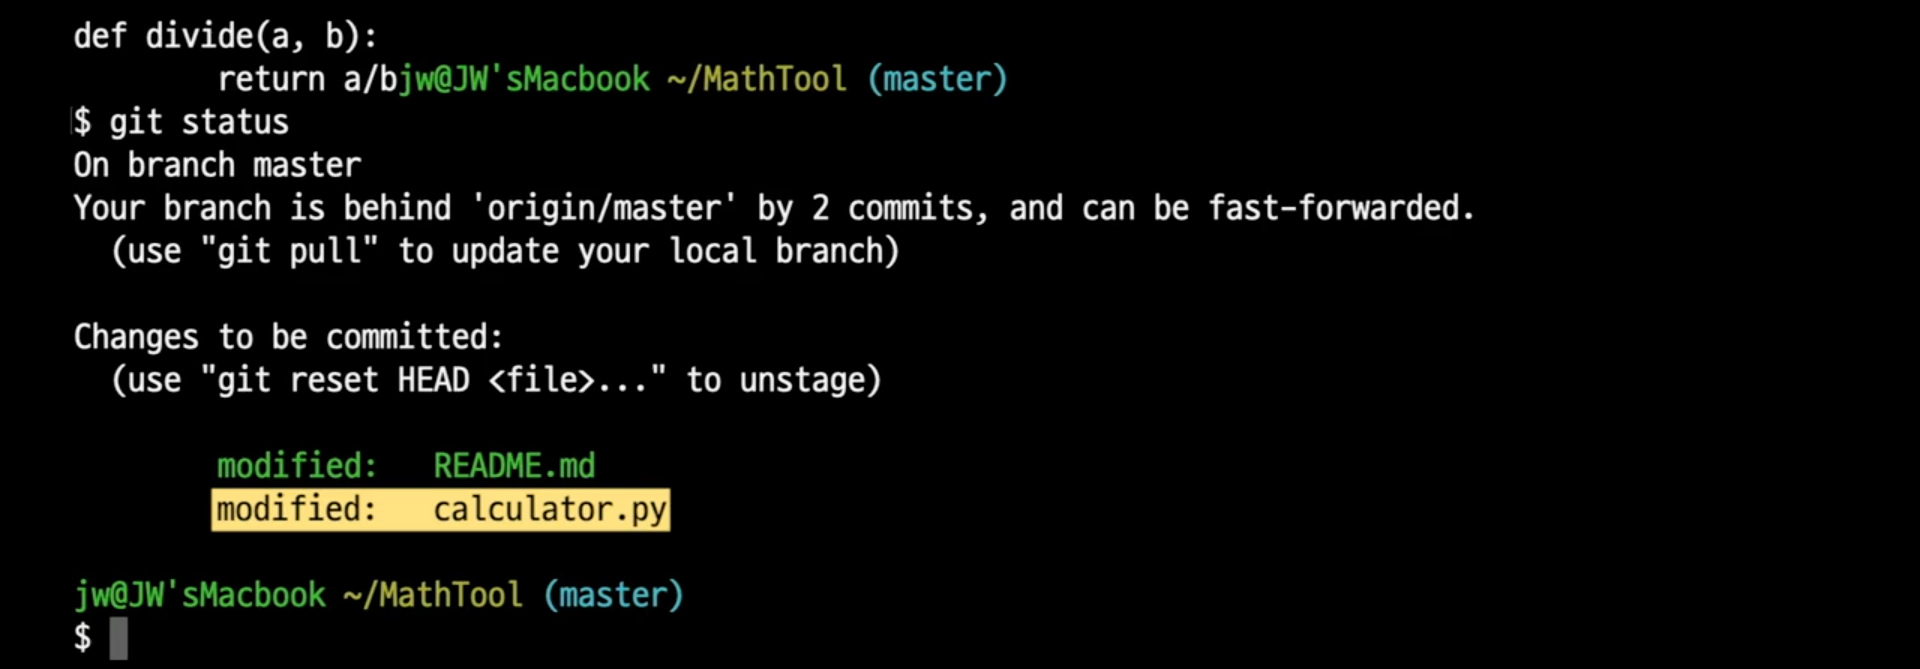 def divide(a, b):
        return a/bjw@JW'sMacbook ~/MathTool (master)
$ git status
On branch master
Your branch is behind 'origin/master' by 2 commits, and can be fast-forwarded.
  (use "git pull" to update your local branch)
Changes to be committed:
  (use "git reset HEAD <file>..." to unstage)
        modified:   README.md
        modified:   calculator.py
jw@JW'sMacbook ~/MathTool (master)
$